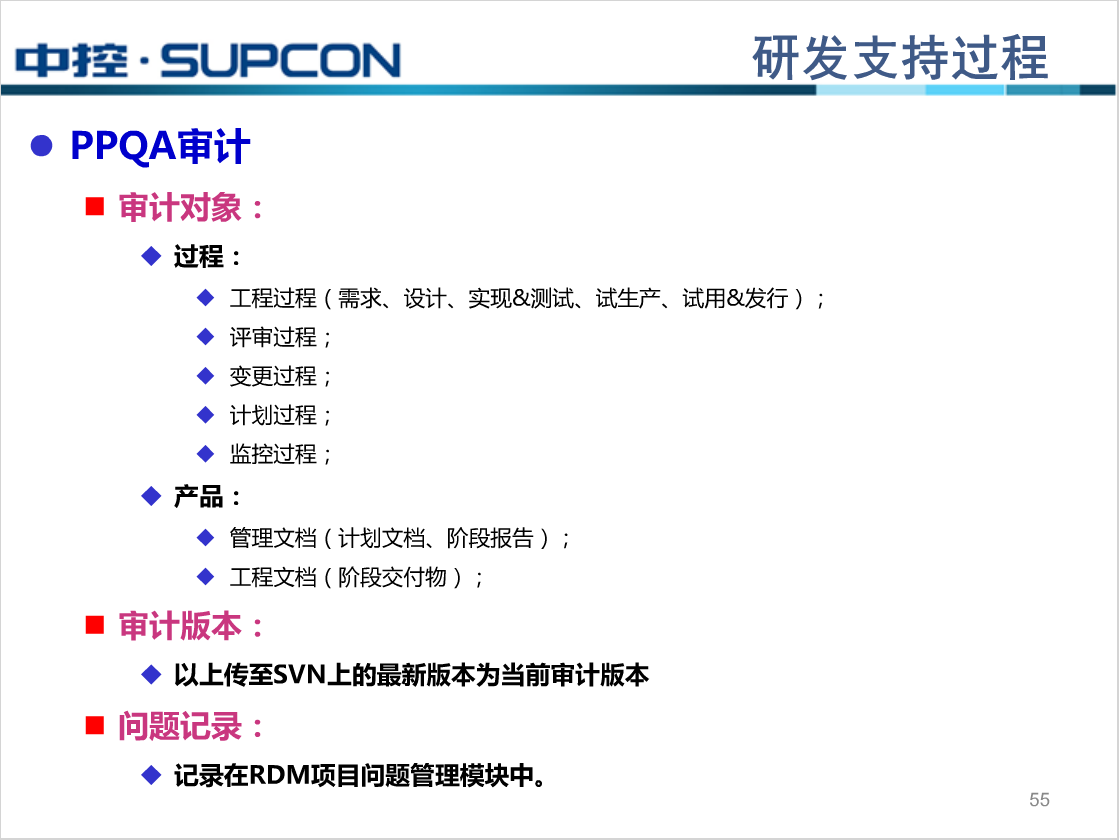 中控·SUPCON
研发支持过程
PPQA审计
审计对象：
过程：
工程过程（需求、设计、实现&测试、试生产、试用&发行）；
评审过程；
变更过程；
计划过程；
监控过程；
产品：
管理文档（计划文档、阶段报告）；
工程文档（阶段交付物）；
审计版本：
以上传至SVN上的最新版本为当前审计版本
问题记录：
记录在RDM项目问题管理模块中。
55